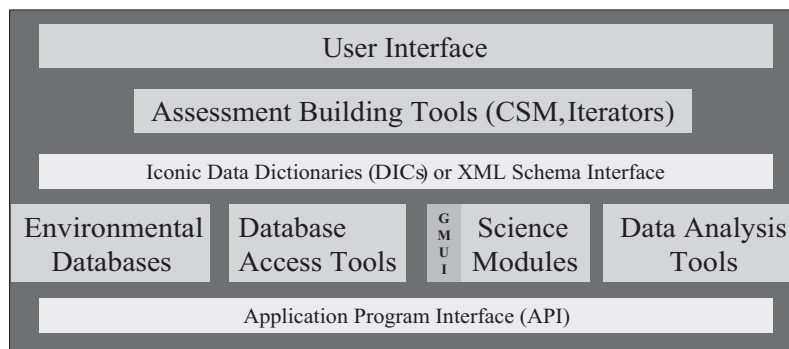 User Interface
Assessment Building Tools (CSM,Iterators)
Iconic Data Dictionaries (DICs) or XML Schema Interface
Environmental
Databases
Database
Access Tools
G
M
U
I
Science
Modules
Data Analysis
Tools
Application Program Interface (API)